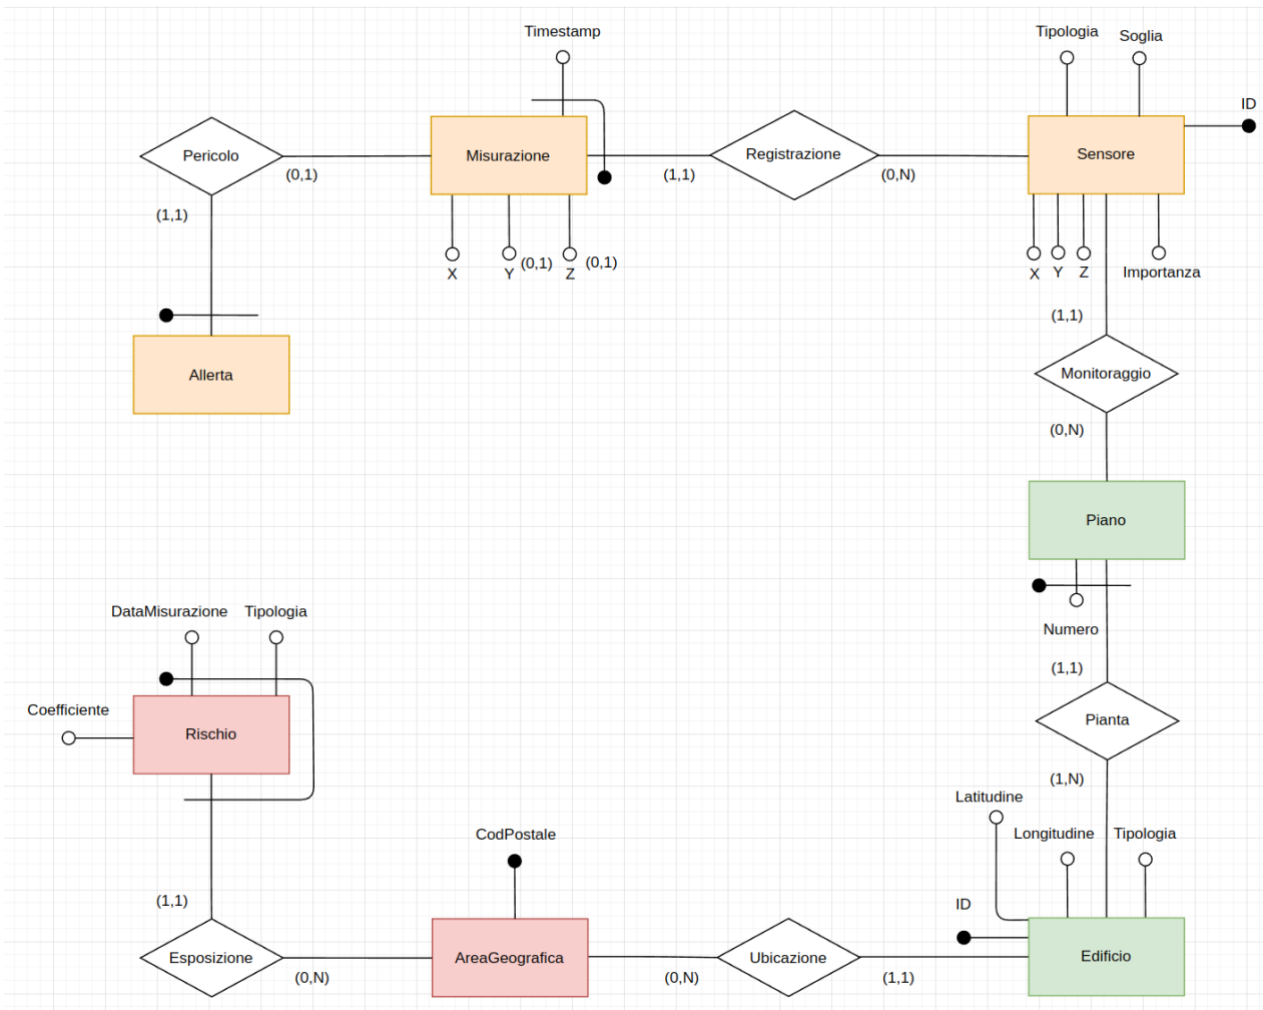 Timestamp
Tipologia
Soglia
ID
Pericolo
Misurazione
Registrazione
Sensore
(0,1)
(1,1)
(0,N)
(1,1)
X
Y
(0,1)
Z
(0,1)
X
Y
Z
Importanza
(1,1)
Allerta
Monitoraggio
(0,N)
Piano
DataMisurazione
Tipologia
Numero
(1,1)
Coefficiente
Rischio
Pianta
(1,N)
Latitudine
CodPostale
Longitudine
Tipologia
(1,1)
ID
Esposizione
AreaGeografica
Ubicazione
Edificio
(0,N)
(0,N)
(1,1)